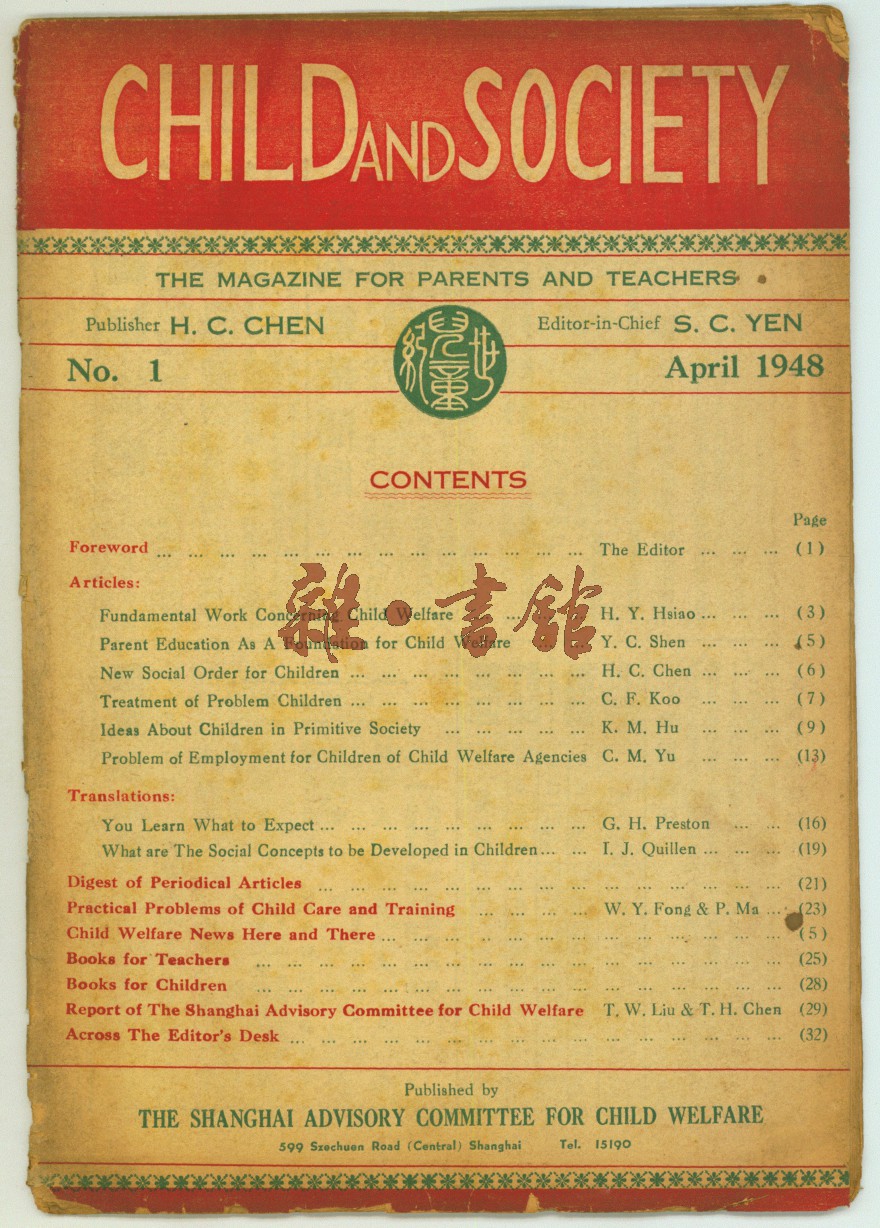 CHILD AND SOCIETY
THE MAGAZINE FOR PARENTS AND TEACHERS
Publisher H. C. CHEN
Editor-in-Chief S. C. YEN
兒童世紀
No. 1
April 1948
CONTENTS
Page
Foreword ... ... ... ... ... ... ... ... ... ... ... ... ... ... The Editor ... ... ... (1)
Articles:
Fundamental Work Concerning Child Welfare ... ... ... ... H. Y. Hsiao ... ... ... (3)
Parent Education As A Foundation for Child Welfare ... ... Y. C. Shen ... ... ... (5)
New Social Order for Children ... ... ... ... ... ... ... ... H. C. Chen ... ... ... (6)
Treatment of Problem Children ... ... ... ... ... ... ... ... C. F. Koo ... ... ... (7)
Ideas About Children in Primitive Society ... ... ... ... ... K. M. Hu ... ... ... (9)
Problem of Employment for Children of Child Welfare Agencies C. M. Yu ... ... ... (13)
Translations:
You Learn What to Expect ... ... ... ... ... ... ... ... ... G. H. Preston ... ... (16)
What are The Social Concepts to be Developed in Children ... ... I. J. Quillen ... ... ... (19)
Digest of Periodical Articles ... ... ... ... ... ... ... ... ... ... ... ... ... ... ... (21)
Practical Problems of Child Care and Training ... ... ... ... W. Y. Fong & P. Ma ... (23)
Child Welfare News Here and There ... ... ... ... ... ... ... ... ... ... ... ... ... (5)
Books for Teachers ... ... ... ... ... ... ... ... ... ... ... ... ... ... ... ... ... (25)
Books for Children ... ... ... ... ... ... ... ... ... ... ... ... ... ... ... ... ... (28)
Report of The Shanghai Advisory Committee for Child Welfare T. W. Liu & T. H. Chen (29)
Across The Editor's Desk ... ... ... ... ... ... ... ... ... ... ... ... ... ... ... ... (32)
雜·書館
Published by
THE SHANGHAI ADVISORY COMMITTEE FOR CHILD WELFARE
599 Szechuen Road (Central) Shanghai Tel. 15190